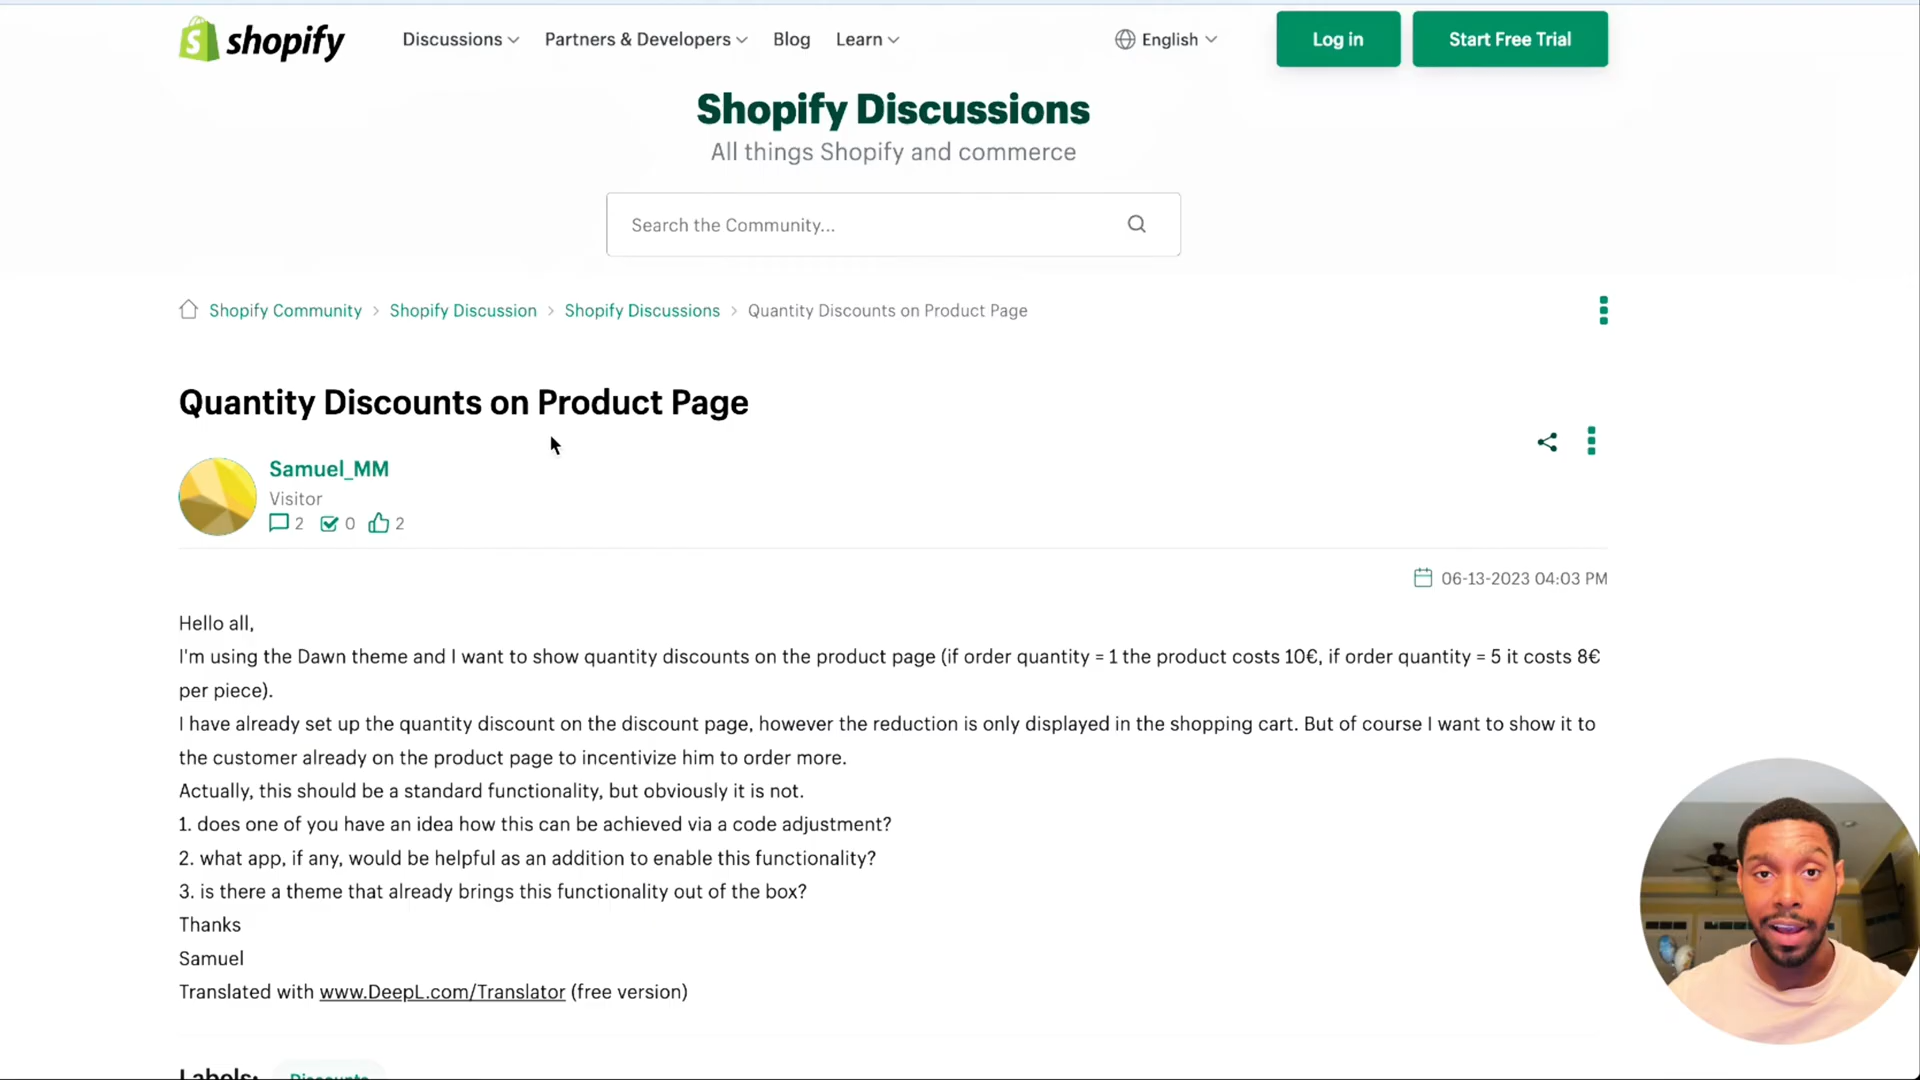 shopify
Discussions
Partners & Developers
Blog
Learn
English
Log in
Start Free Trial
Shopify Discussions
All things Shopify and commerce
Search the Community...
Shopify Community > Shopify Discussion > Shopify Discussions > Quantity Discounts on Product Page
Quantity Discounts on Product Page
Samuel_MM
Visitor
2 0 2
06-13-2023 04:03 PM
Hello all,
I'm using the Dawn theme and I want to show quantity discounts on the product page (if order quantity = 1 the product costs 10€, if order quantity = 5 it costs 8€
per piece).
I have already set up the quantity discount on the discount page, however the reduction is only displayed in the shopping cart. But of course I want to show it to
the customer already on the product page to incentivize him to order more.
Actually, this should be a standard functionality, but obviously it is not.
1. does one of you have an idea how this can be achieved via a code adjustment?
2. what app, if any, would be helpful as an addition to enable this functionality?
3. is there a theme that already brings this functionality out of the box?
Thanks
Samuel
Translated with www.DeepL.com/Translator (free version)
Labels:
Discounts